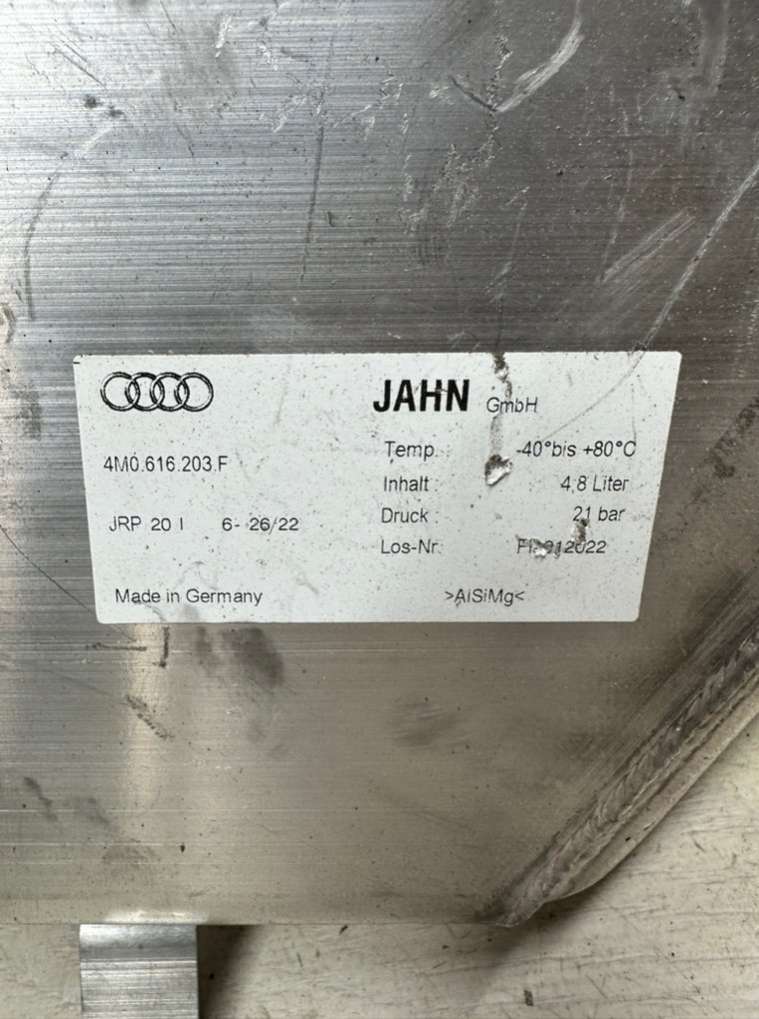 JAHN GmbH
4M0.616.203.F
Temp. : -40°bis +80°C
Inhalt : 4,8 Liter
Druck : 21 bar
JRP 20 I 6- 26/22
Los-Nr.
Made in Germany >AlSiMg<